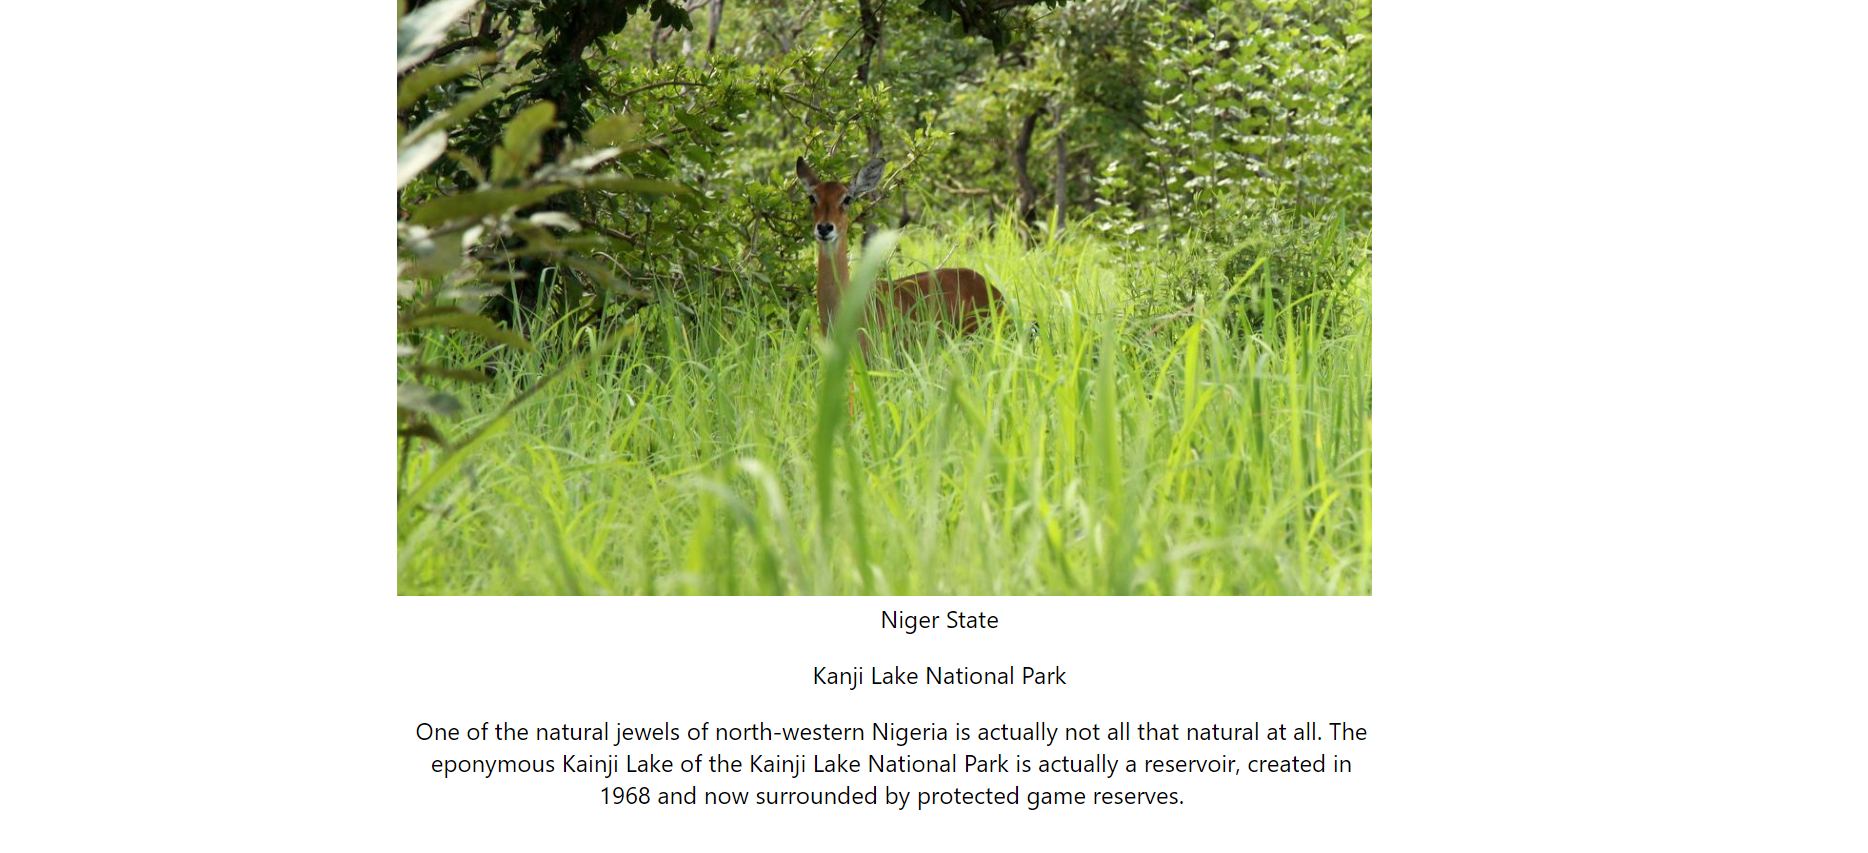 Niger State
Kanji Lake National Park
One of the natural jewels of north-western Nigeria is actually not all that natural at all. The
eponymous Kainji Lake of the Kainji Lake National Park is actually a reservoir, created in
1968 and now surrounded by protected game reserves.